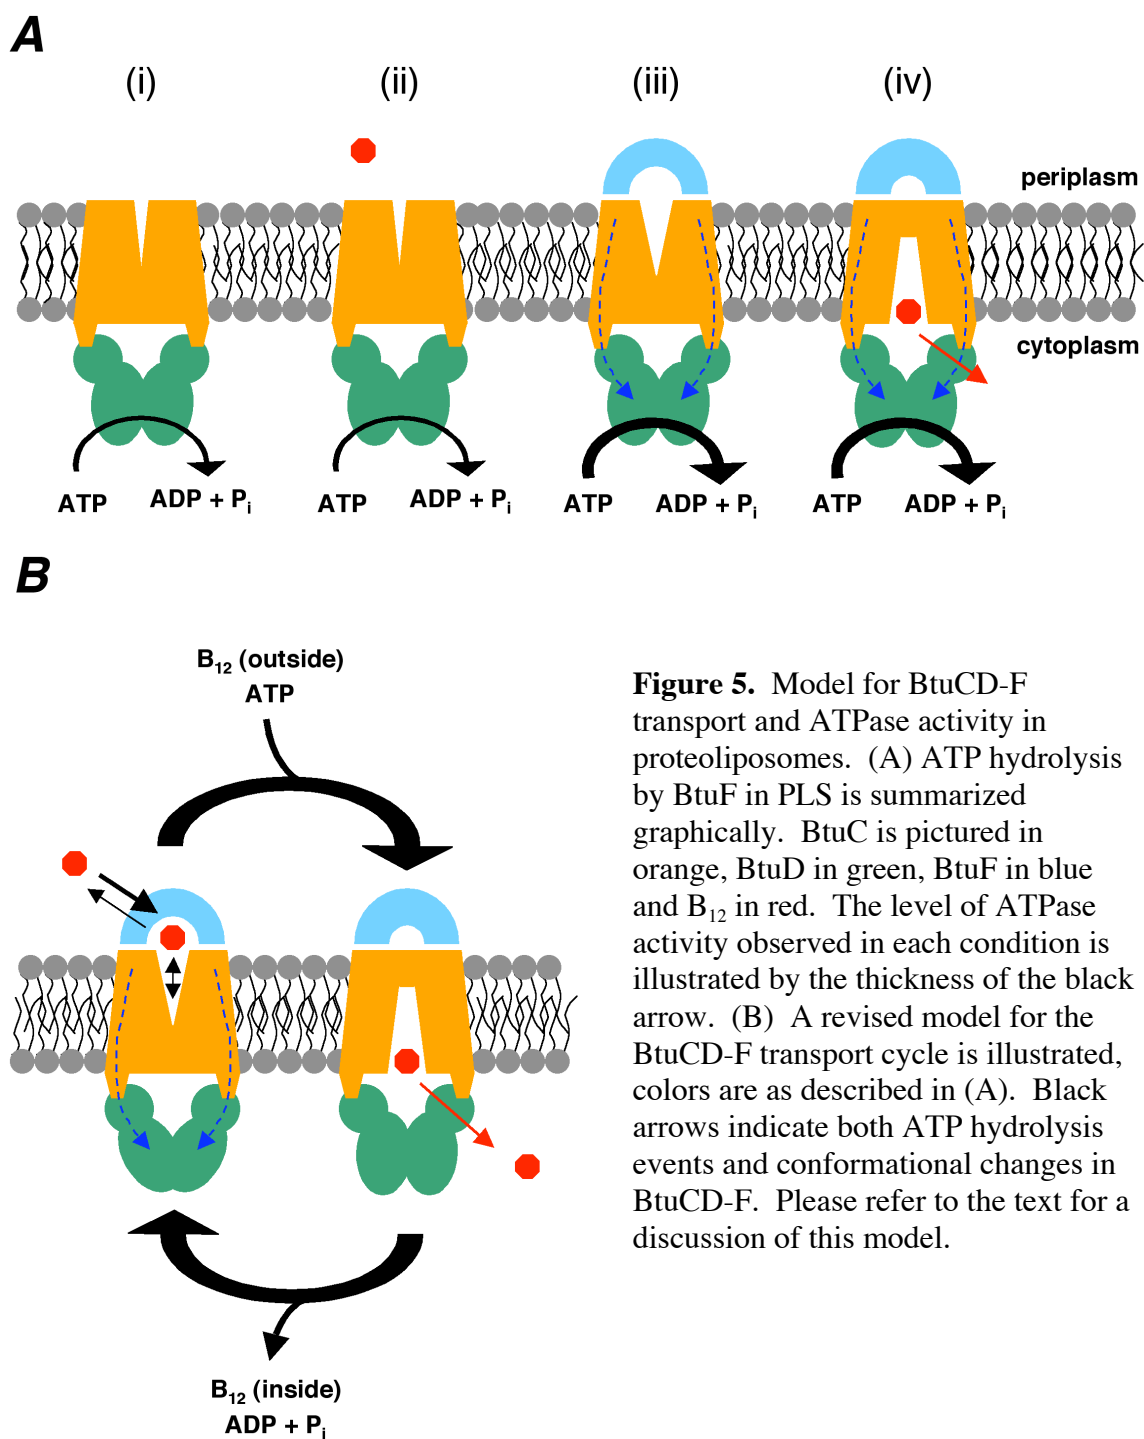 A
(i) (ii) (iii) (iv)
periplasm
cytoplasm
ATP ADP + Pi ATP ADP + Pi ATP ADP + Pi ATP ADP + Pi
B
B12 (outside)
ATP
B12 (inside)
ADP + Pi
Figure 5. Model for BtuCD-F
transport and ATPase activity in
proteoliposomes. (A) ATP hydrolysis
by BtuF in PLS is summarized
graphically. BtuC is pictured in
orange, BtuD in green, BtuF in blue
and B12 in red. The level of ATPase
activity observed in each condition is
illustrated by the thickness of the black
arrow. (B) A revised model for the
BtuCD-F transport cycle is illustrated,
colors are as described in (A). Black
arrows indicate both ATP hydrolysis
events and conformational changes in
BtuCD-F. Please refer to the text for a
discussion of this model.